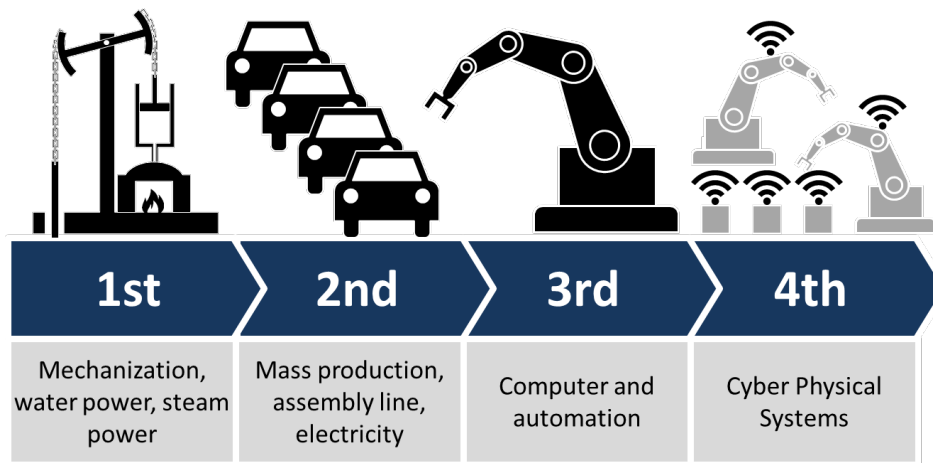 1st
2nd
3rd
4th
Mechanization,
water power, steam
power
Mass production,
assembly line,
electricity
Computer and
automation
Cyber Physical
Systems